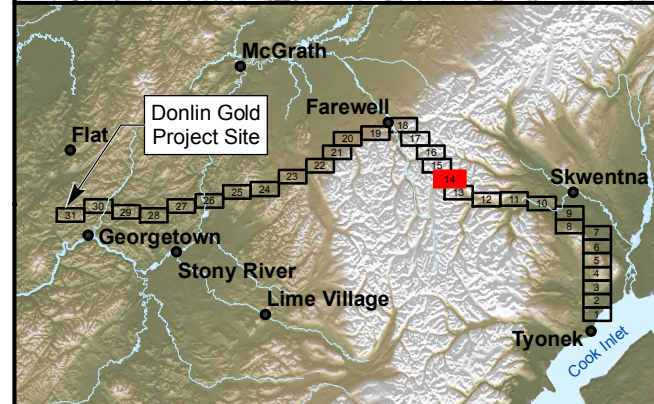 McGrath
Donlin Gold
Project Site
Farewell
Flat
18
19
20
17
21
16
22
15
Skwentna
23
14
24
13
25
12
11
26
10
27
30
9
31
29
28
8
7
Georgetown
6
Stony River
5
4
3
Lime Village
2
1
Tyonek
Cook Inlet